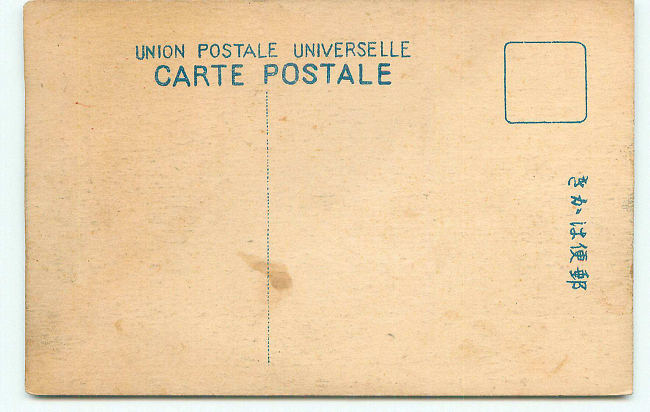 UNION POSTALE UNIVERSELLE
CARTE POSTALE
きがは便郵